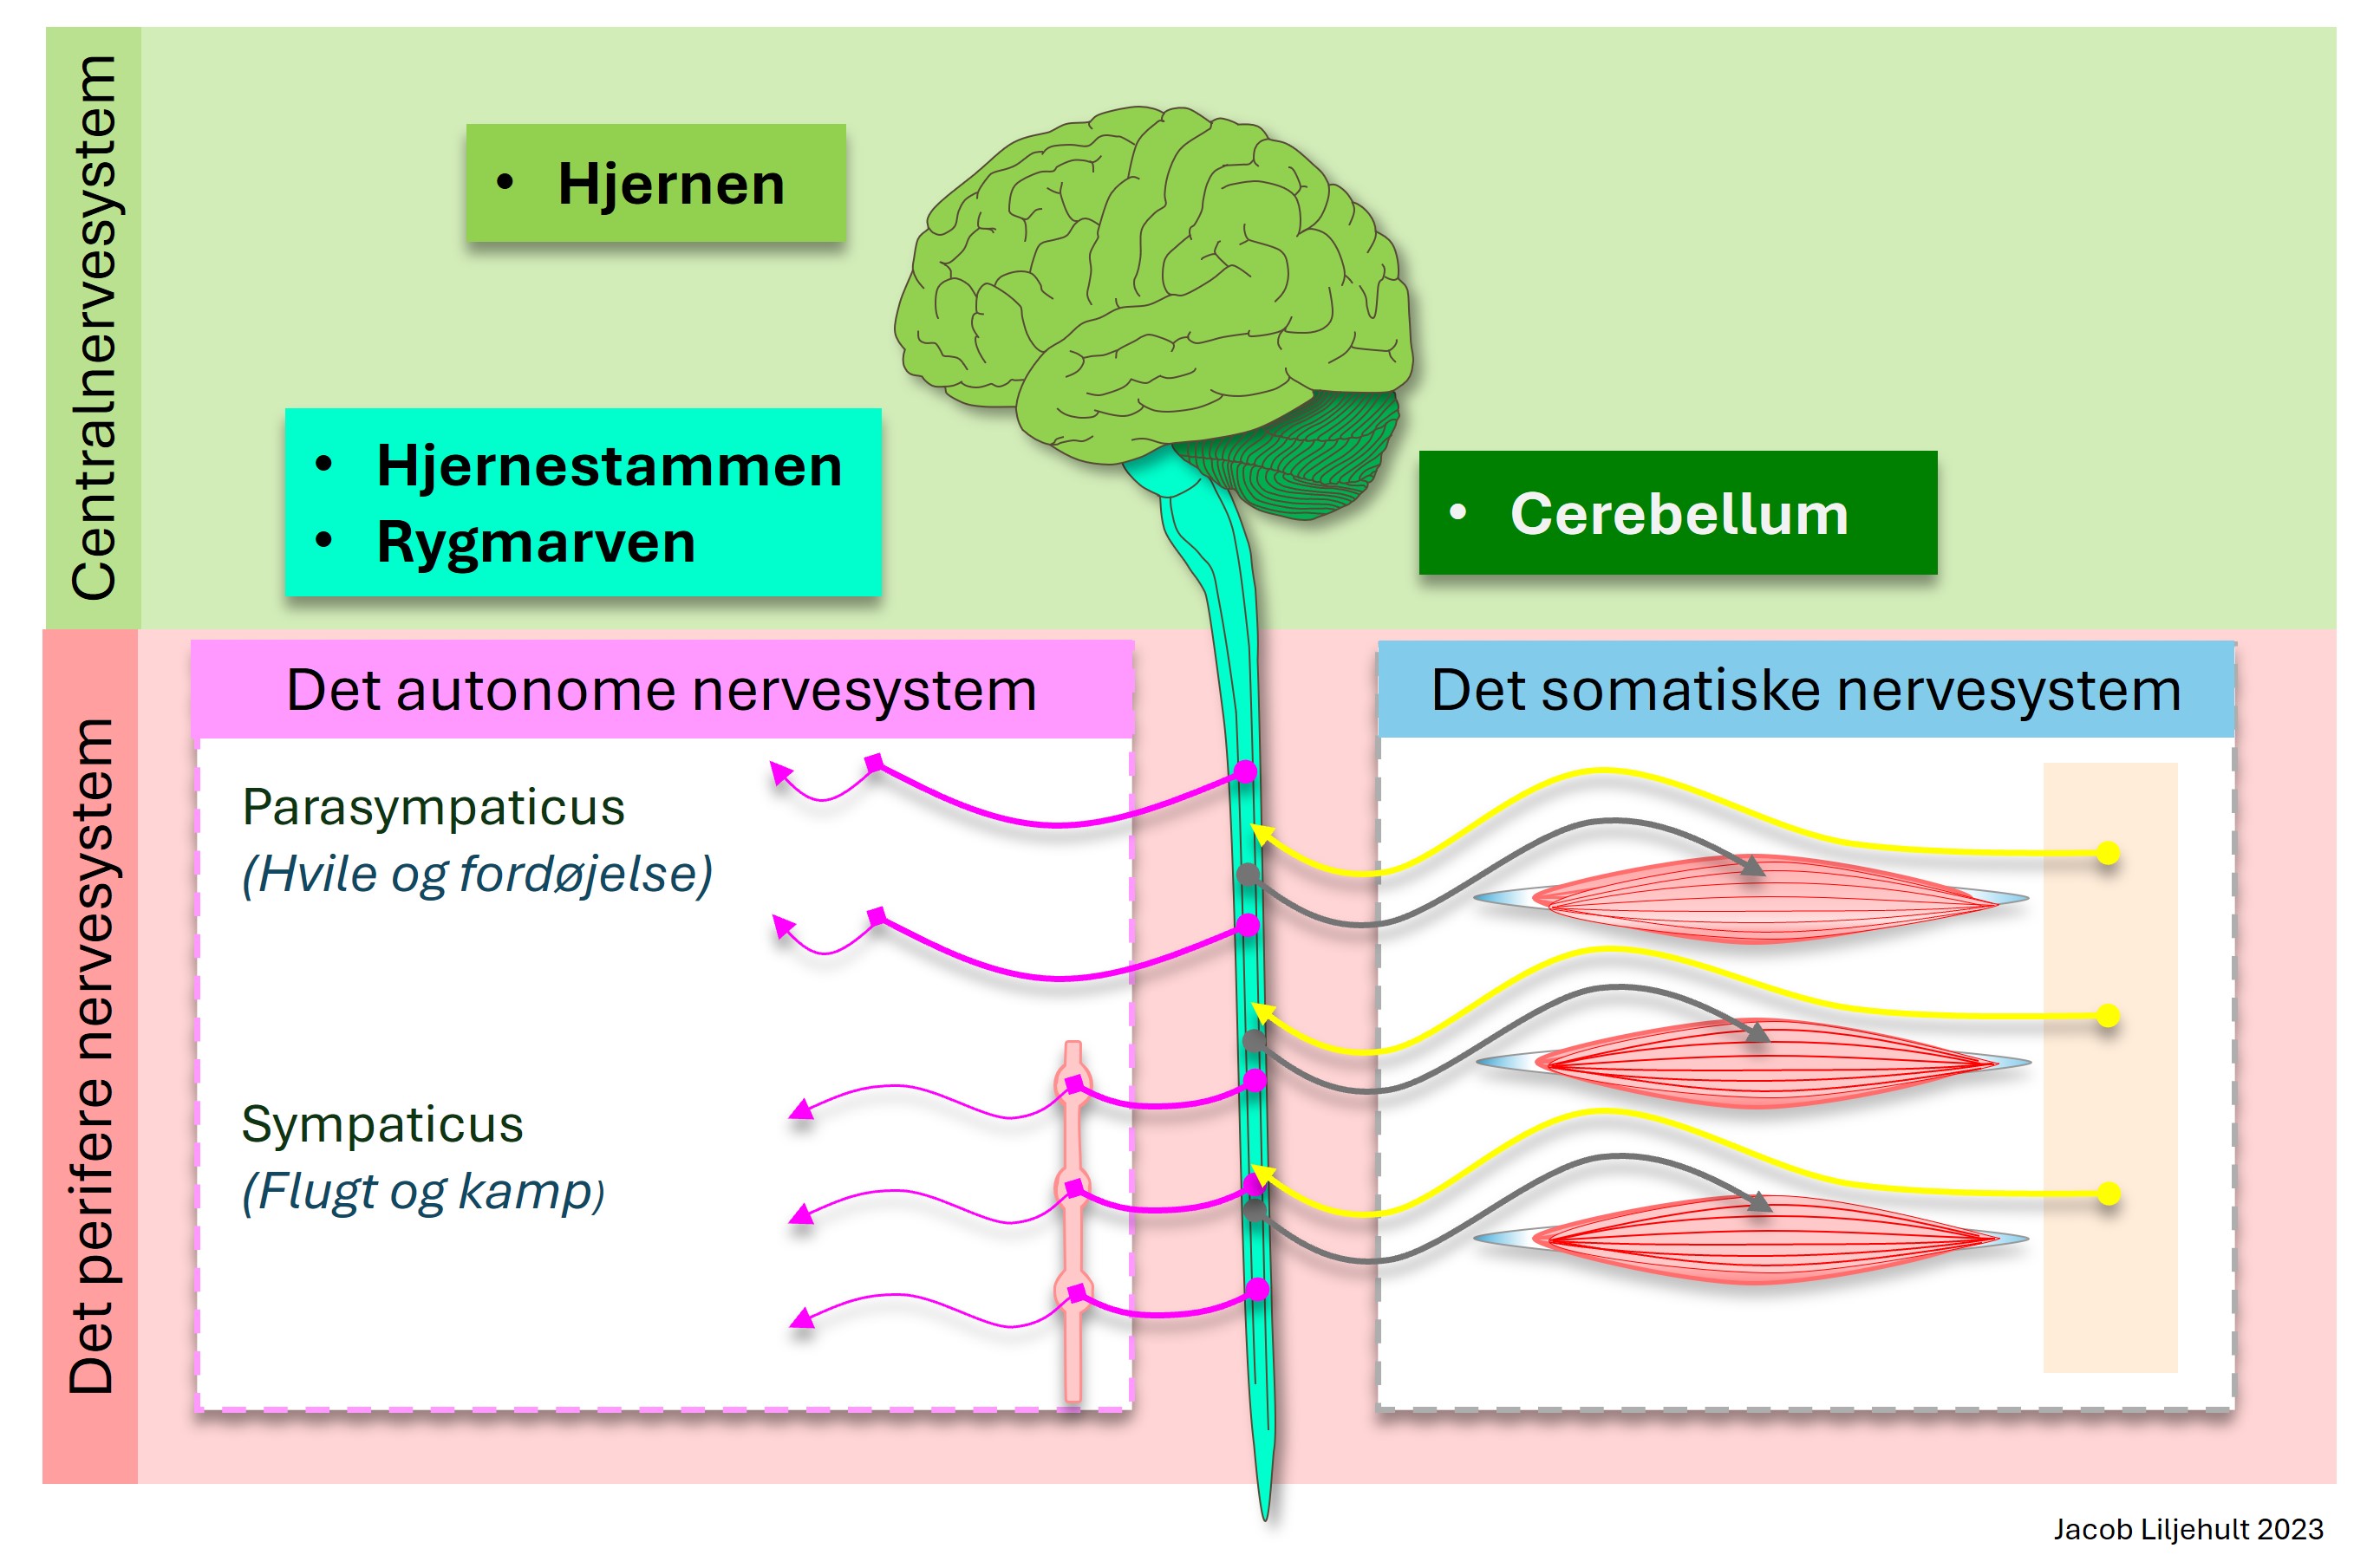 Centralnervesystem
• Hjernen
• Hjernestammen
• Rygmarven
• Cerebellum
Det perifere nervesystem
Det autonome nervesystem
Parasympaticus
(Hvile og fordøjelse)
Sympaticus
(Flugt og kamp)
Det somatiske nervesystem
Jacob Liljehult 2023